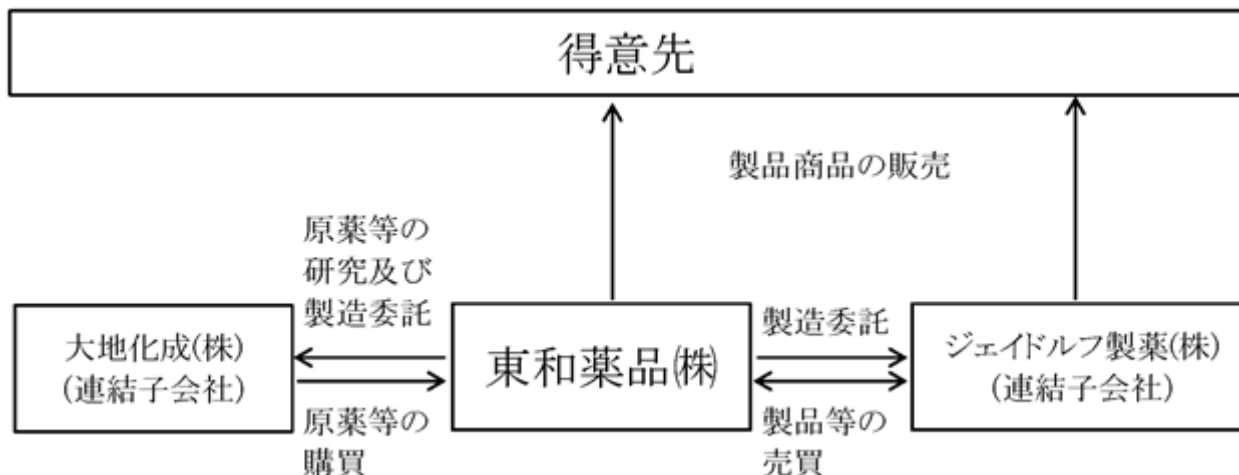 得意先
製品商品の販売
原薬等の
研究及び
製造委託
大地化成(株)
(連結子会社)
東和薬品㈱
製造委託
ジェイドルフ製薬(株)
(連結子会社)
原薬等の
購買
製品等の
売買